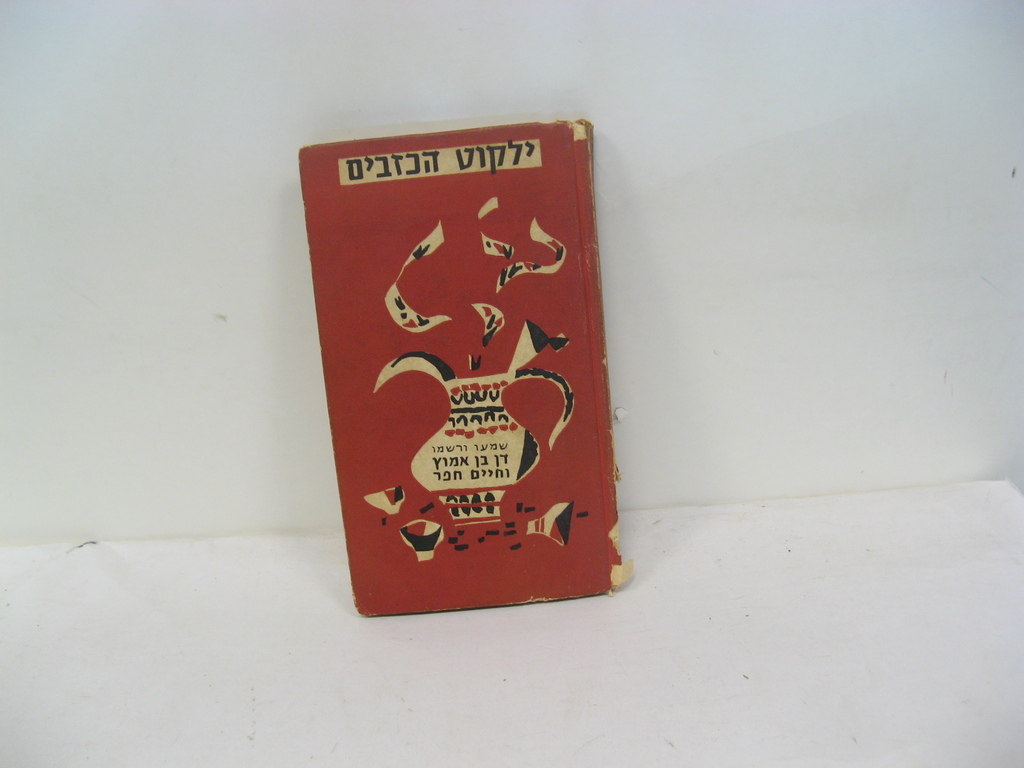 ילקוט הכזבים
שמעו ורשמו
דן בן אמוץ
וחיים חפר